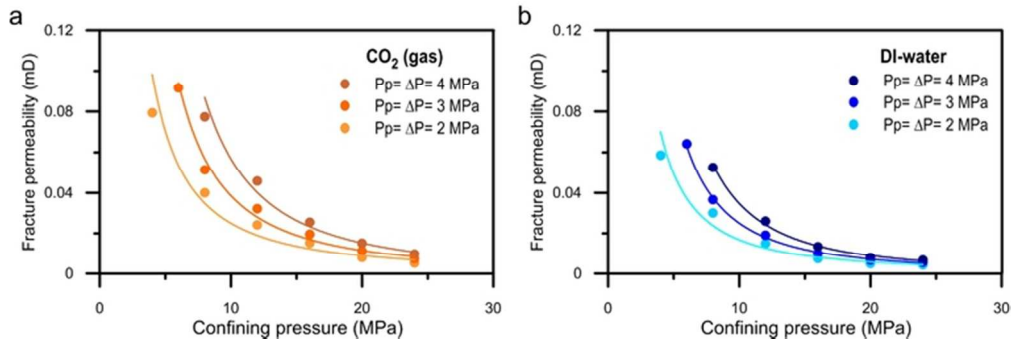 a
0.12
0.08
0.04
0
Fracture permeability (mD)
CO₂ (gas)
Pp= ΔP= 4 MPa
Pp= ΔP= 3 MPa
Pp= ΔP= 2 MPa
0 10 20 30
Confining pressure (MPa)
b
0.12
0.08
0.04
0
Fracture permeability (mD)
DI-water
Pp= ΔP= 4 MPa
Pp= ΔP= 3 MPa
Pp= ΔP= 2 MPa
0 10 20 30
Confining pressure (MPa)